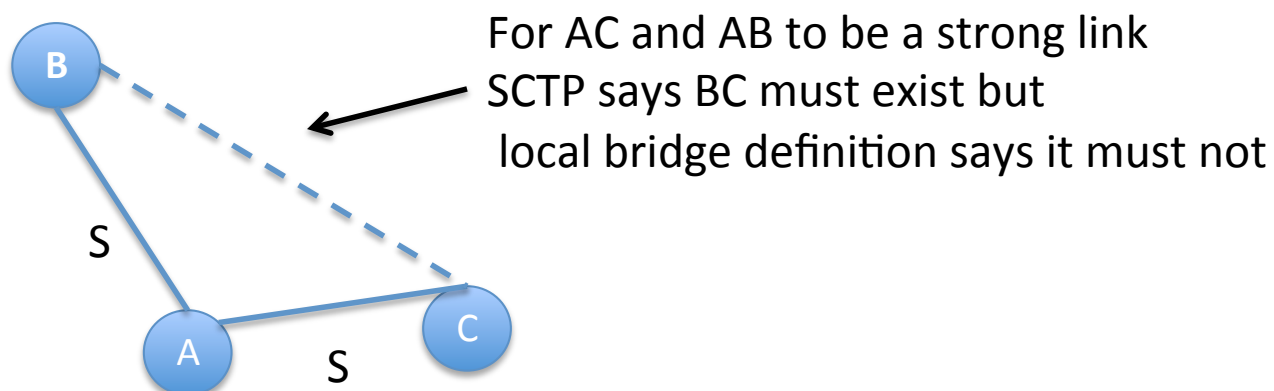 For AC and AB to be a strong link
B
SCTP says BC must exist but
local bridge definition says it must not
S
A
C
S